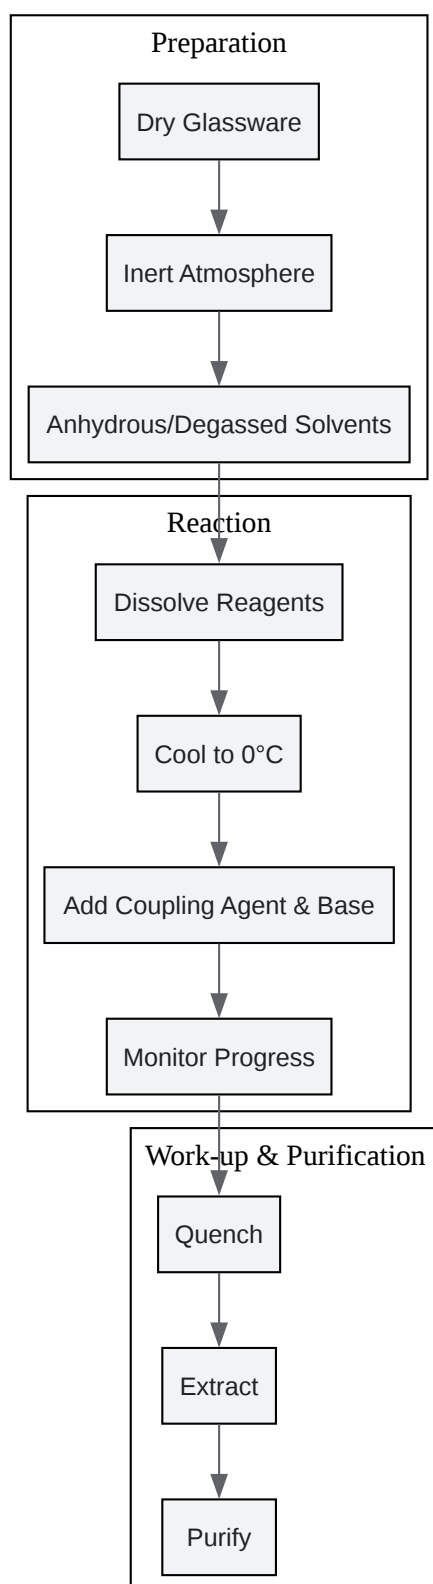 Preparation
Dry Glassware
Inert Atmosphere
Anhydrous/Degassed Solvents
Reaction
Dissolve Reagents
Cool to 0°C
Add Coupling Agent & Base
Monitor Progress
Work-up & Purification
Quench
Extract
Purify